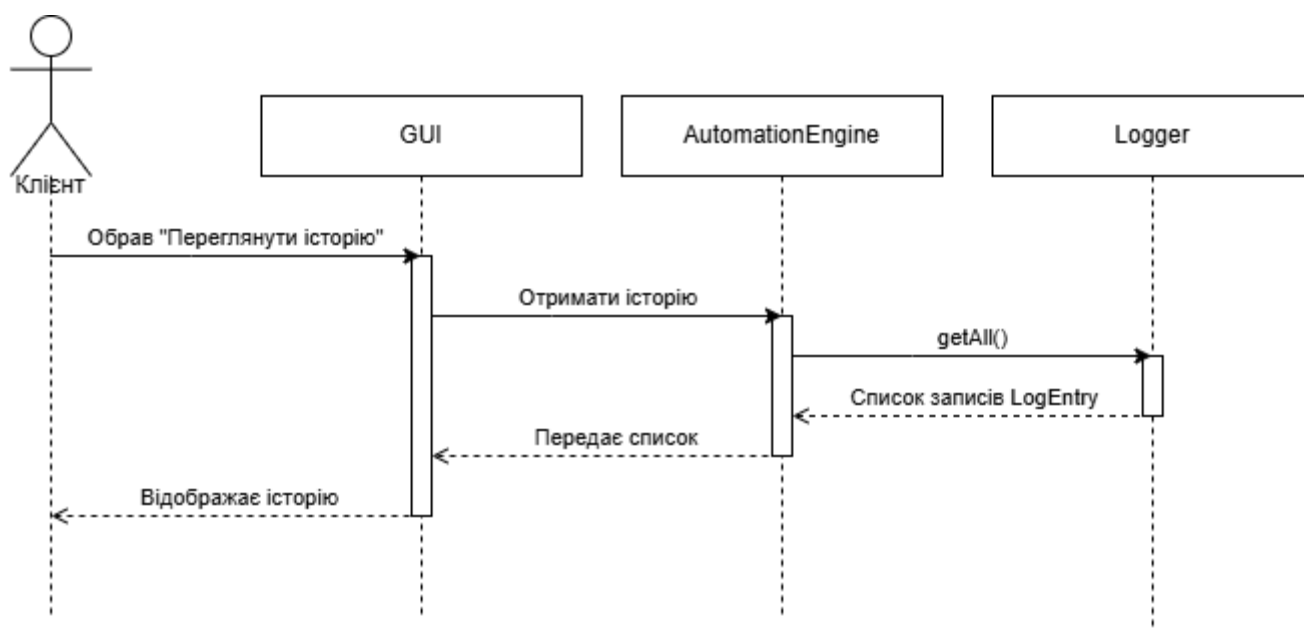 GUI
AutomationEngine
Logger
Клієнт
Обрав "Переглянути історію"
Отримати історію
getAll()
Список записів LogEntry
Передає список
Відображає історію